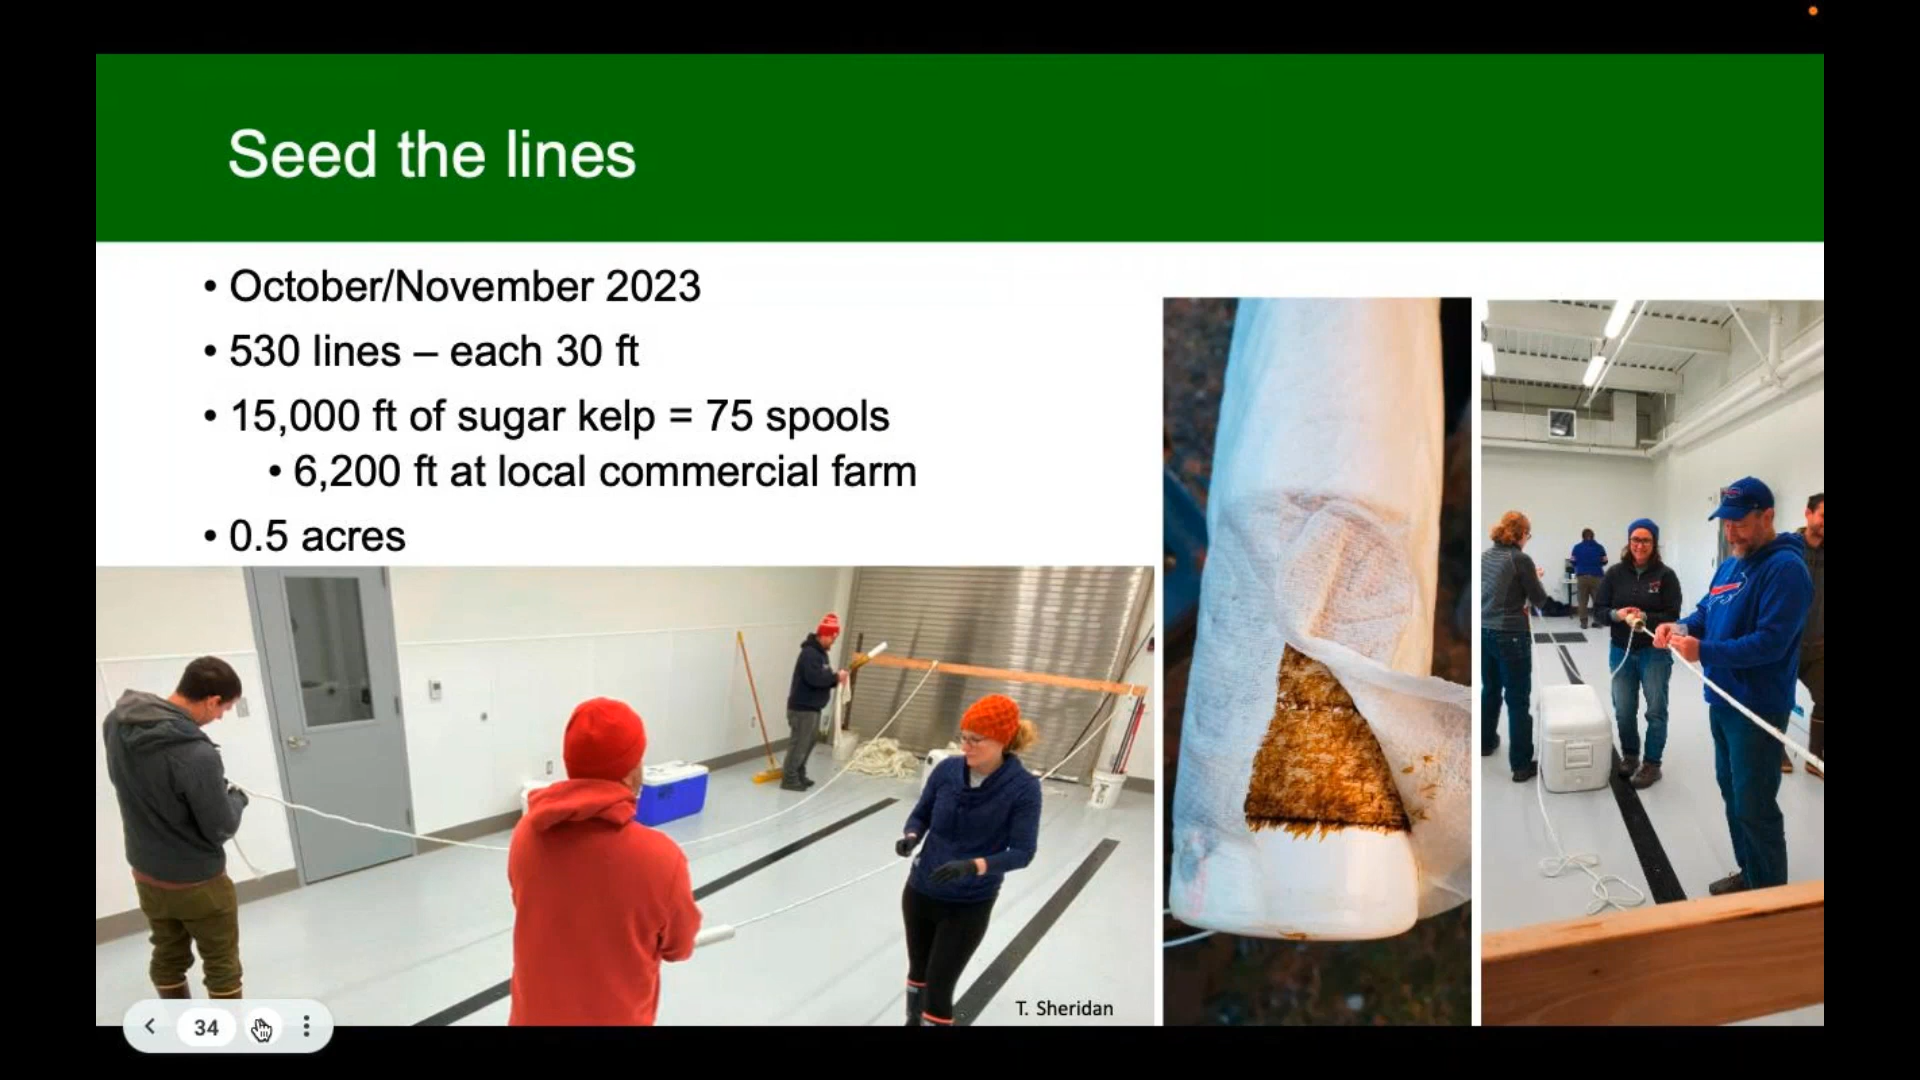 Seed the lines
• October/November 2023
• 530 lines – each 30 ft
• 15,000 ft of sugar kelp = 75 spools
• 6,200 ft at local commercial farm
• 0.5 acres
T. Sheridan
34